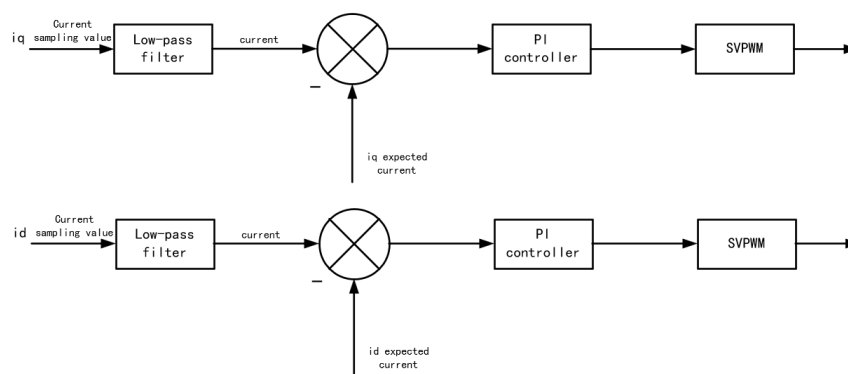 iq
Current
sampling value
Low-pass
filter
current
−
iq expected
current
PI
controller
SVPWM
id
Current
sampling value
Low-pass
filter
current
−
id expected
current
PI
controller
SVPWM